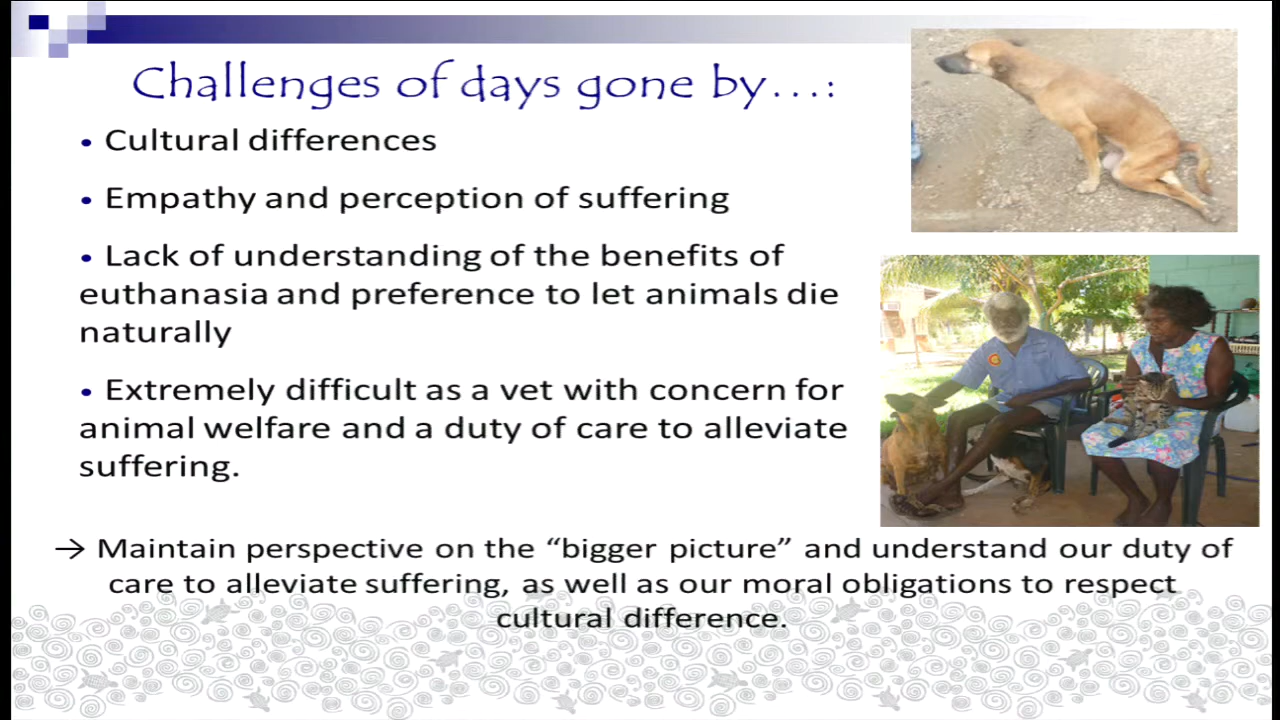 Challenges of days gone by...:
• Cultural differences
• Empathy and perception of suffering
• Lack of understanding of the benefits of
euthanasia and preference to let animals die
naturally
• Extremely difficult as a vet with concern for
animal welfare and a duty of care to alleviate
suffering.
→ Maintain perspective on the “bigger picture” and understand our duty of
care to alleviate suffering, as well as our moral obligations to respect
cultural difference.